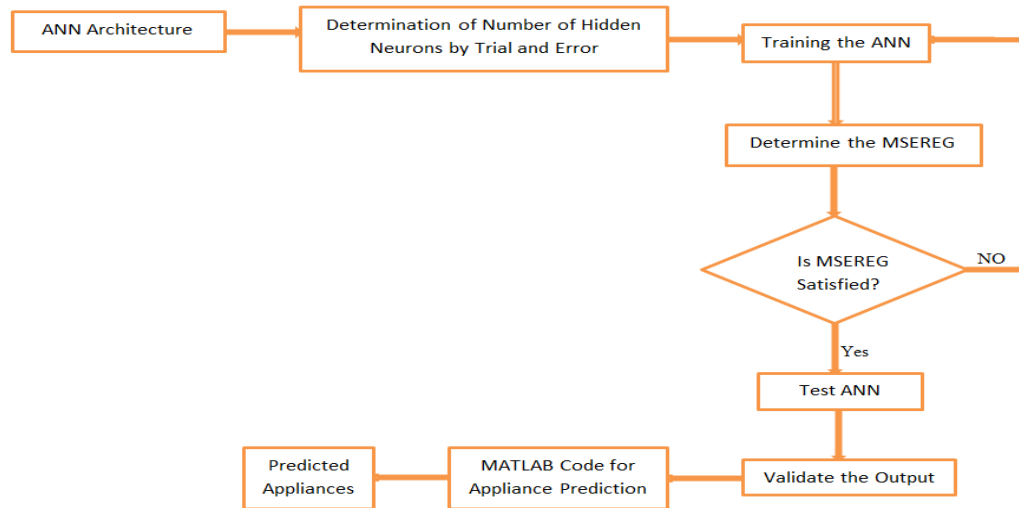 ANN Architecture
Determination of Number of Hidden
Neurons by Trial and Error
Training the ANN
Determine the MSEREG
Is MSEREG
Satisfied?
NO
Yes
Test ANN
Validate the Output
MATLAB Code for
Appliance Prediction
Predicted
Appliances